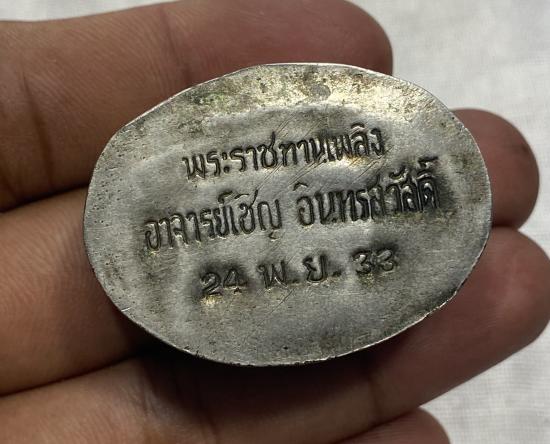 พระราชทานเพลิง
อาจารย์เชิญ อินทรสวัสดิ์
24 พ.ย. 33